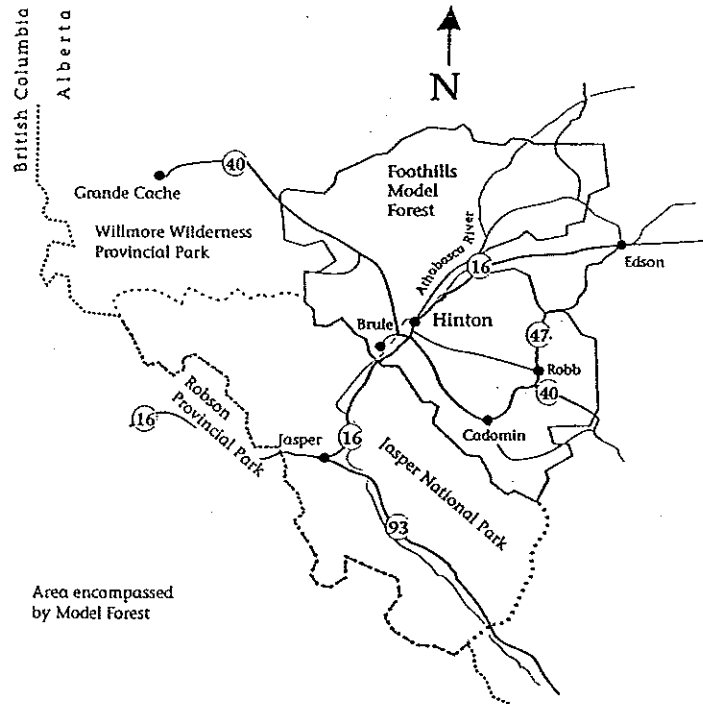 British Columbia
Alberta
N
40
Grande Cache
Foothills
Model
Forest
Willmore Wilderness
Provincial Park
Athabasca River
16
Edson
Hinton
Brule
47
Robb
40
Robson
Provincial Park
16
Cadomin
Jasper
16
Jasper National Park
93
Area encompassed
by Model Forest